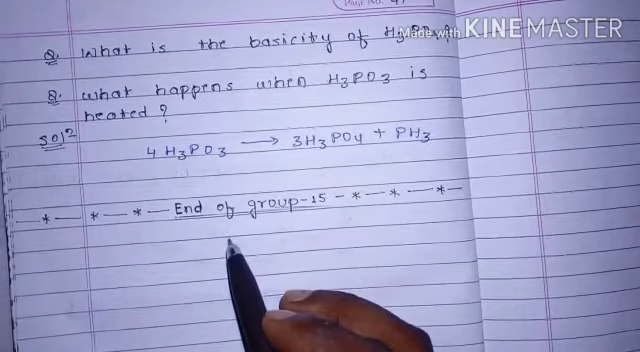 PAGE NO.
Made with KINEMASTER
Q. What is the basicity of
Q. What happens when H3PO3 is
heated?
Solⁿ
4 H3PO3 → 3H3PO4 + PH3
— * — * — * — End of group-15 - * — * — * —